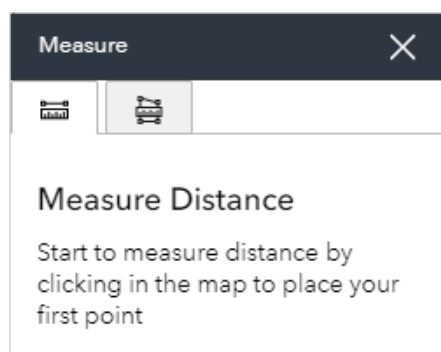 Measure
Measure Distance
Start to measure distance by
clicking in the map to place your
first point